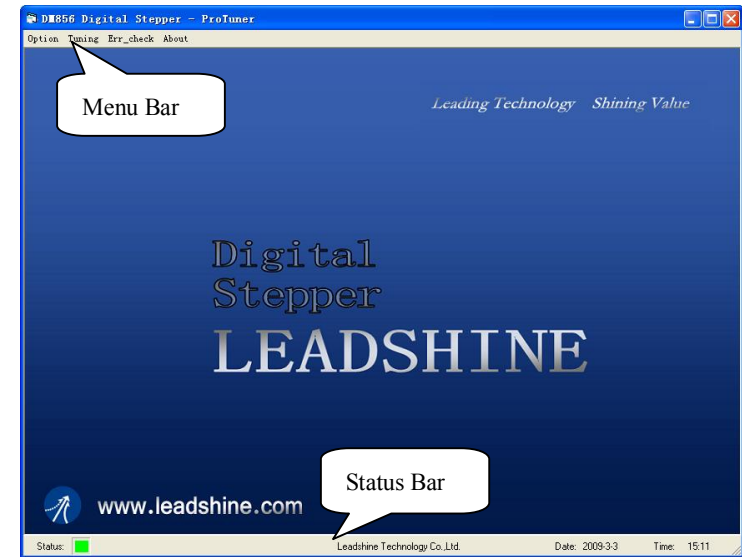 DM856 Digital Stepper - ProTuner
Option Tuning Err_check About
Menu Bar
Leading Technology Shining Value
Digital
Stepper
LEADSHINE
Status Bar
www.leadshine.com
Status: Leadshine Technology Co.,Ltd. Date: 2009-3-3 Time: 15:11